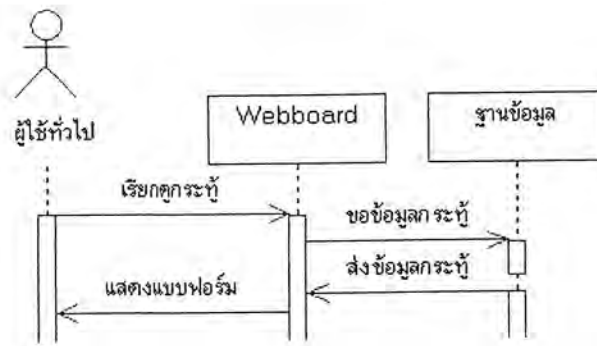 ผู้ใช้ทั่วไป
Webboard
ฐานข้อมูล
เรียกดูกระทู้
ขอข้อมูลกระทู้
ส่งข้อมูลกระทู้
แสดงแบบฟอร์ม